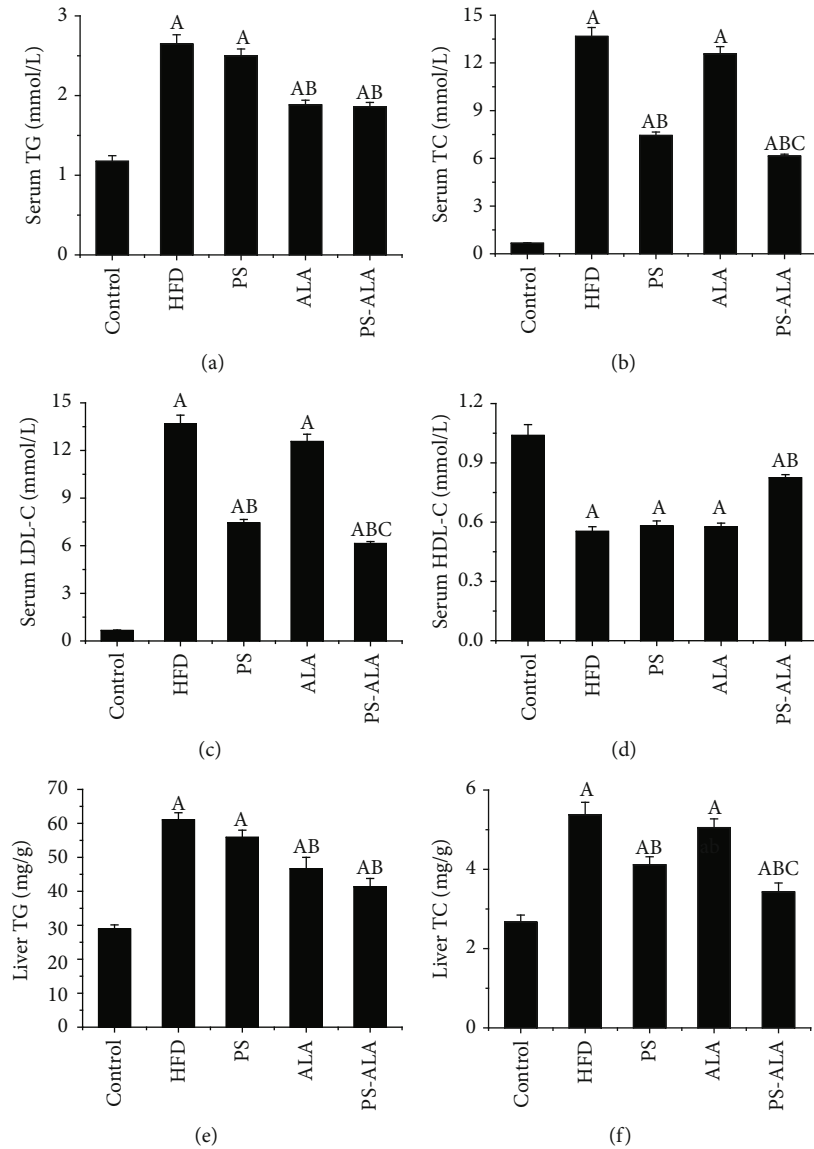 3
2
1
0
Serum TG (mmol/L)
A
A
AB
AB
Control
HFD
PS
ALA
PS-ALA
(a)
15
12
9
6
3
0
Serum TC (mmol/L)
A
AB
A
ABC
Control
HFD
PS
ALA
PS-ALA
(b)
15
12
9
6
3
0
Serum LDL-C (mmol/L)
A
AB
A
ABC
Control
HFD
PS
ALA
PS-ALA
(c)
1.2
0.9
0.6
0.3
0.0
Serum HDL-C (mmol/L)
A
A
A
AB
Control
HFD
PS
ALA
PS-ALA
(d)
70
60
50
40
30
20
10
0
Liver TG (mg/g)
A
A
AB
AB
Control
HFD
PS
ALA
PS-ALA
(e)
6
4
2
0
Liver TC (mg/g)
A
AB
A
ab
ABC
Control
HFD
PS
ALA
PS-ALA
(f)